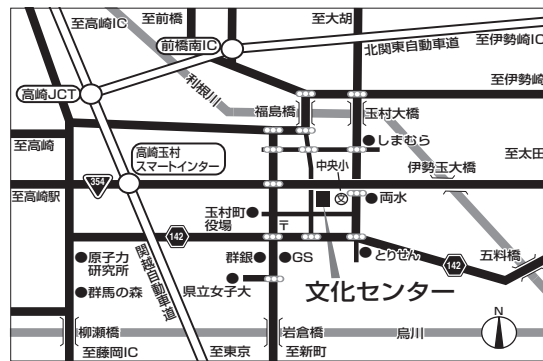 至高崎IC
至前橋
至大胡
前橋南IC
北関東自動車道
至伊勢崎IC
高崎JCT
利根川
至伊勢崎
福島橋
玉村大橋
至高崎
高崎玉村
スマートインター
しまむら
中央小
文
伊勢玉大橋
至太田
354
至高崎駅
玉村町
役場
〒
両水
142
原子力
研究所
関越自動車道
群銀
GS
とりせん
142
五料橋
群馬の森
県立女子大
文化センター
N
柳瀬橋
岩倉橋
烏川
至藤岡IC
至東京
至新町